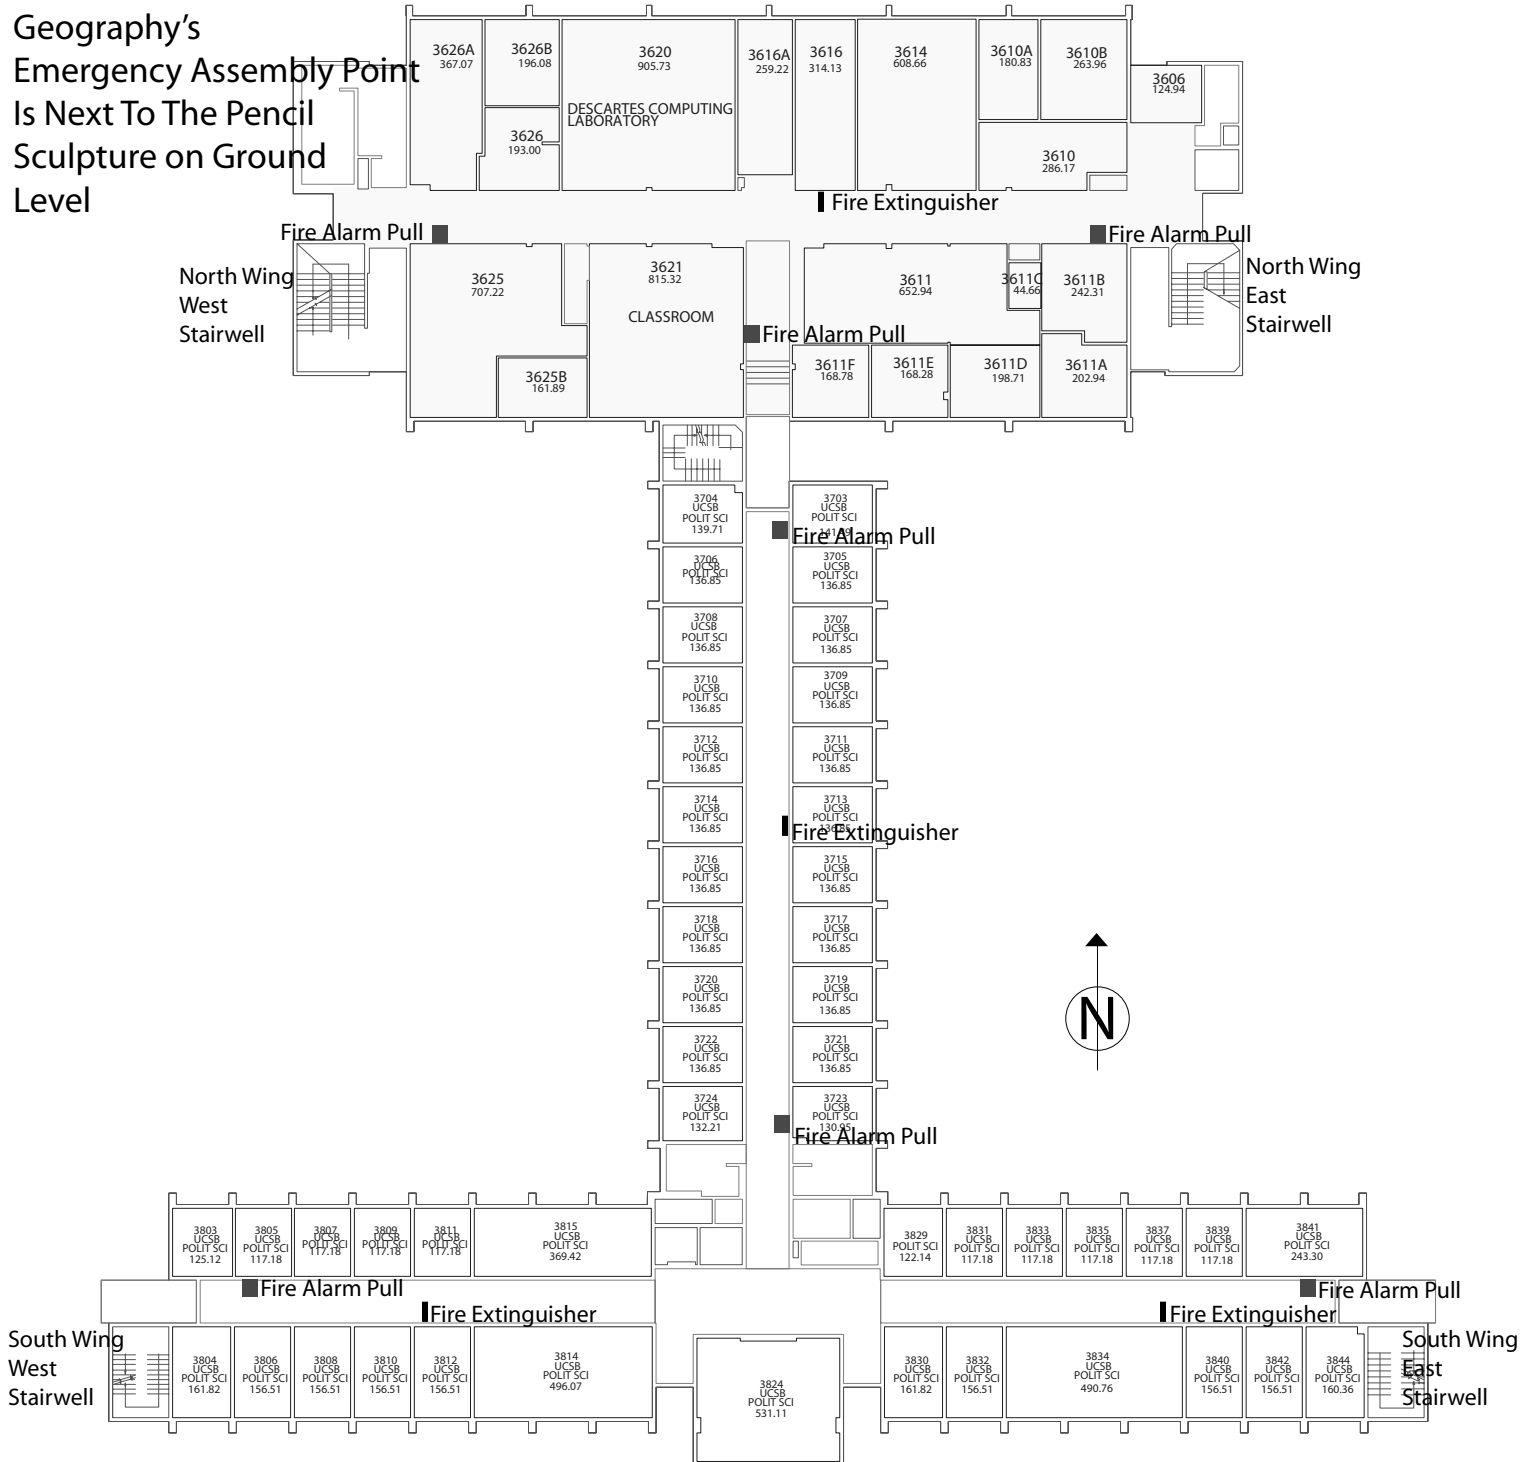 Geography's
Emergency Assembly Point
Is Next To The Pencil
Sculpture on Ground
Level
3626A
367.07
3626B
196.08
3626
193.00
3620
905.73
DESCARTES COMPUTING
LABORATORY
3616A
259.22
3616
314.13
3614
608.66
3610A
180.83
3610B
263.96
3606
124.94
3610
286.17
Fire Extinguisher
Fire Alarm Pull
Fire Alarm Pull
North Wing
West
Stairwell
3625
707.22
3625B
161.89
3621
815.32
CLASSROOM
Fire Alarm Pull
3611
652.94
3611C
44.66
3611B
242.31
3611F
168.78
3611E
168.28
3611D
198.71
3611A
202.94
North Wing
East
Stairwell
3704
UCSB
POLIT SCI
139.71
3703
UCSB
POLIT SCI
Fire Alarm Pull
3706
UCSB
POLIT SCI
136.85
3705
UCSB
POLIT SCI
136.85
3708
UCSB
POLIT SCI
136.85
3707
UCSB
POLIT SCI
136.85
3710
UCSB
POLIT SCI
136.85
3709
UCSB
POLIT SCI
136.85
3712
UCSB
POLIT SCI
136.85
3711
UCSB
POLIT SCI
136.85
3714
UCSB
POLIT SCI
136.85
3713
UCSB
POLIT SCI
136.85
Fire Extinguisher
3716
UCSB
POLIT SCI
136.85
3715
UCSB
POLIT SCI
136.85
3718
UCSB
POLIT SCI
136.85
3717
UCSB
POLIT SCI
136.85
3720
UCSB
POLIT SCI
136.85
3719
UCSB
POLIT SCI
136.85
3722
UCSB
POLIT SCI
136.85
3721
UCSB
POLIT SCI
136.85
3724
UCSB
POLIT SCI
132.21
3723
UCSB
POLIT SCI
130.95
Fire Alarm Pull
N
3803
UCSB
POLIT SCI
125.12
3805
UCSB
POLIT SCI
117.18
3807
UCSB
POLIT SCI
117.18
3809
UCSB
POLIT SCI
117.18
3811
UCSB
POLIT SCI
117.18
3815
UCSB
POLIT SCI
369.42
3829
POLIT SCI
122.14
3831
UCSB
POLIT SCI
117.18
3833
UCSB
POLIT SCI
117.18
3835
UCSB
POLIT SCI
117.18
3837
UCSB
POLIT SCI
117.18
3839
UCSB
POLIT SCI
117.18
3841
UCSB
POLIT SCI
243.30
Fire Alarm Pull
Fire Extinguisher
Fire Extinguisher
Fire Alarm Pull
South Wing
West
Stairwell
3804
UCSB
POLIT SCI
161.82
3806
UCSB
POLIT SCI
156.51
3808
UCSB
POLIT SCI
156.51
3810
UCSB
POLIT SCI
156.51
3812
UCSB
POLIT SCI
156.51
3814
UCSB
POLIT SCI
496.07
3824
UCSB
POLIT SCI
531.11
3830
UCSB
POLIT SCI
161.82
3832
UCSB
POLIT SCI
156.51
3834
UCSB
POLIT SCI
490.76
3840
UCSB
POLIT SCI
156.51
3842
UCSB
POLIT SCI
156.51
3844
UCSB
POLIT SCI
160.36
South Wing
East
Stairwell